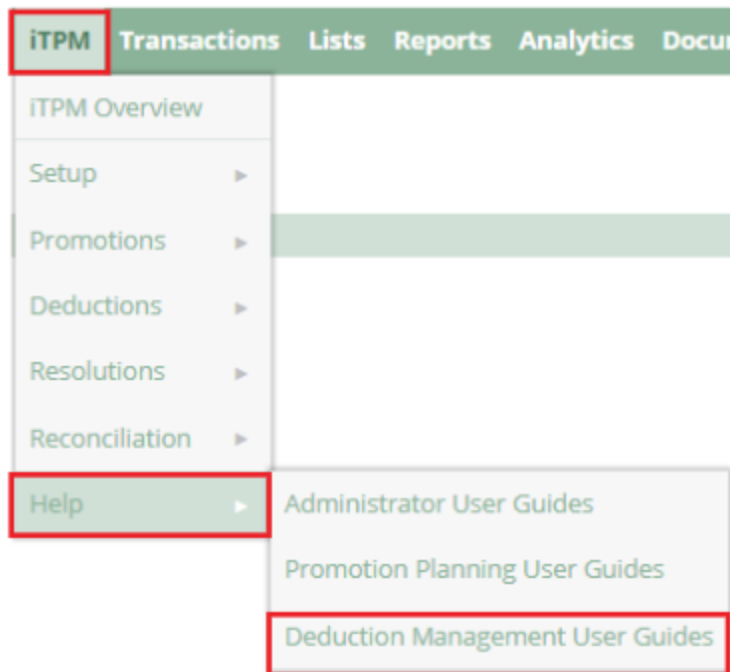 iTPM Transactions Lists Reports Analytics
iTPM Overview
Setup
Promotions
Deductions
Resolutions
Reconciliation
Help
Administrator User Guides
Promotion Planning User Guides
Deduction Management User Guides